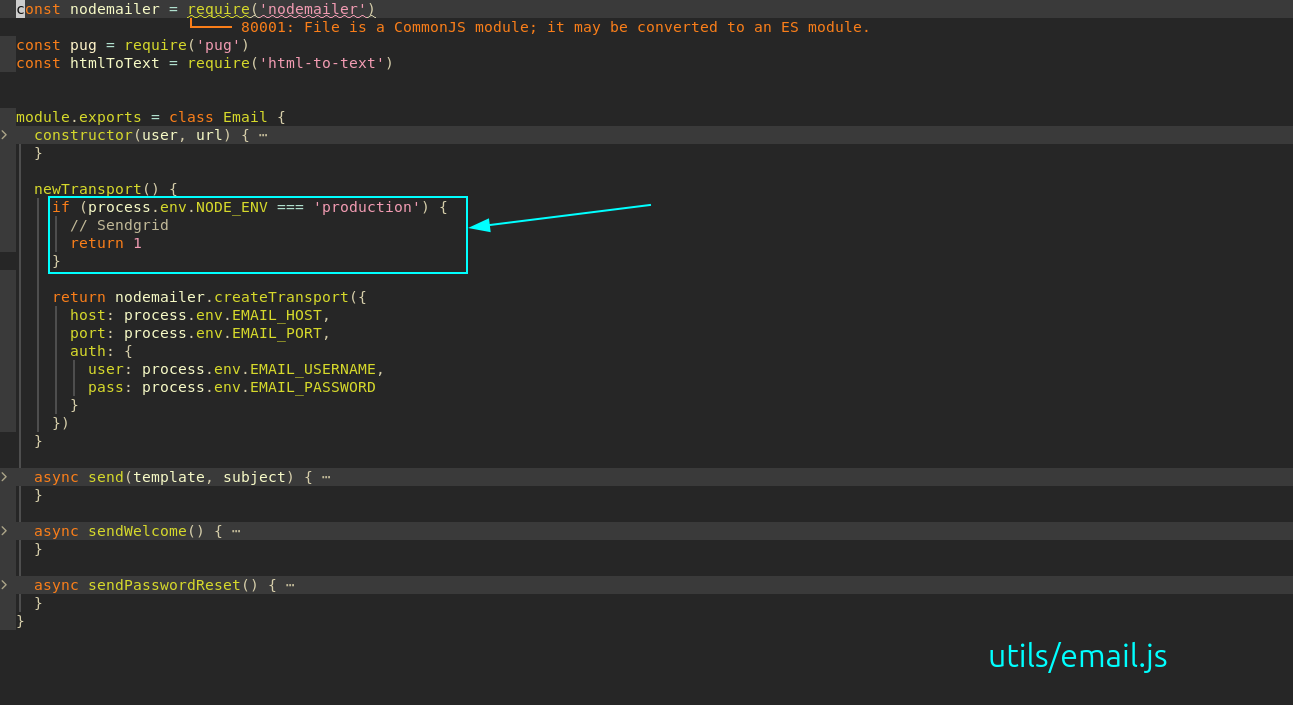 const nodemailer = require('nodemailer')
80001: File is a CommonJS module; it may be converted to an ES module.
const pug = require('pug')
const htmlToText = require('html-to-text')
module.exports = class Email {
constructor(user, url) { ⋯
}
newTransport() {
if (process.env.NODE_ENV === 'production') {
// Sendgrid
return 1
}
return nodemailer.createTransport({
host: process.env.EMAIL_HOST,
port: process.env.EMAIL_PORT,
auth: {
user: process.env.EMAIL_USERNAME,
pass: process.env.EMAIL_PASSWORD
}
})
}
async send(template, subject) { ⋯
}
async sendWelcome() { ⋯
}
async sendPasswordReset() { ⋯
}
}
utils/email.js